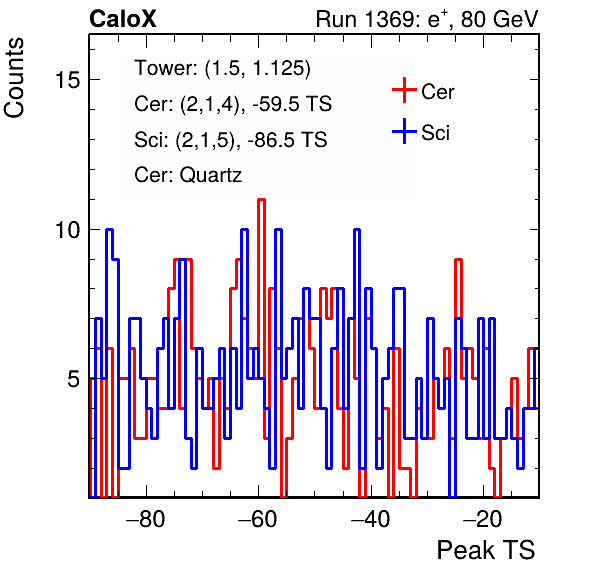 CaloX Run 1369: e+, 80 GeV
Counts
Tower: (1.5, 1.125)
Cer: (2,1,4), -59.5 TS
Sci: (2,1,5), -86.5 TS
Cer: Quartz
Cer
Sci
15
10
5
−80 −60 −40 −20
Peak TS